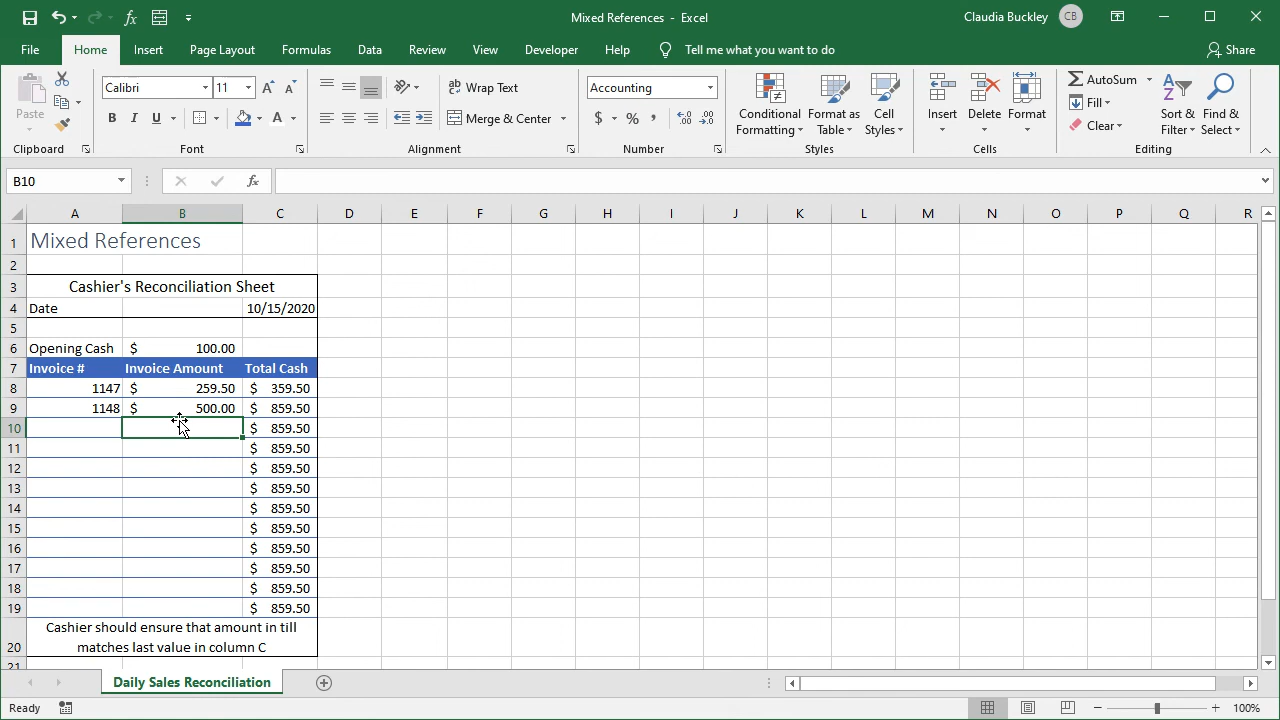 Mixed References - Excel
Claudia Buckley CB
File Home Insert Page Layout Formulas Data Review View Developer Help Tell me what you want to do Share
Paste Calibri 11 Wrap Text Accounting Conditional Formatting Format as Table Cell Styles Insert Delete Format AutoSum Sort & Filter Find & Select
B I U A Merge & Center $ % , Fill
Clear
Clipboard Font Alignment Number Styles Cells Editing
B10 fx
A B C D E F G H I J K L M N O P Q R
1 Mixed References
2
3 Cashier's Reconciliation Sheet
4 Date 10/15/2020
5
6 Opening Cash $ 100.00
7 Invoice # Invoice Amount Total Cash
8 1147 $ 259.50 $ 359.50
9 1148 $ 500.00 $ 859.50
10 $ 859.50
11 $ 859.50
12 $ 859.50
13 $ 859.50
14 $ 859.50
15 $ 859.50
16 $ 859.50
17 $ 859.50
18 $ 859.50
19 $ 859.50
Cashier should ensure that amount in till
20 matches last value in column C
21
Daily Sales Reconciliation
Ready 100%